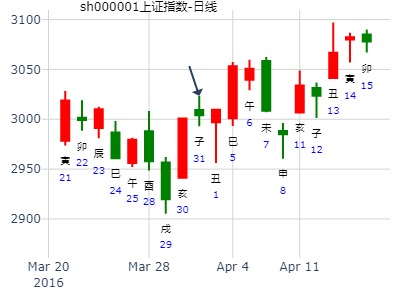 sh000001上证指数-日线
3100
3050
3000
2950
2900
寅
21
卯
22
辰
23
巳
24
午
25
酉
28
戌
29
亥
30
子
31
丑
1
巳
5
午
6
未
7
申
8
亥
11
子
12
丑
13
寅
14
卯
15
Mar 20
2016
Mar 28
Apr 4
Apr 11